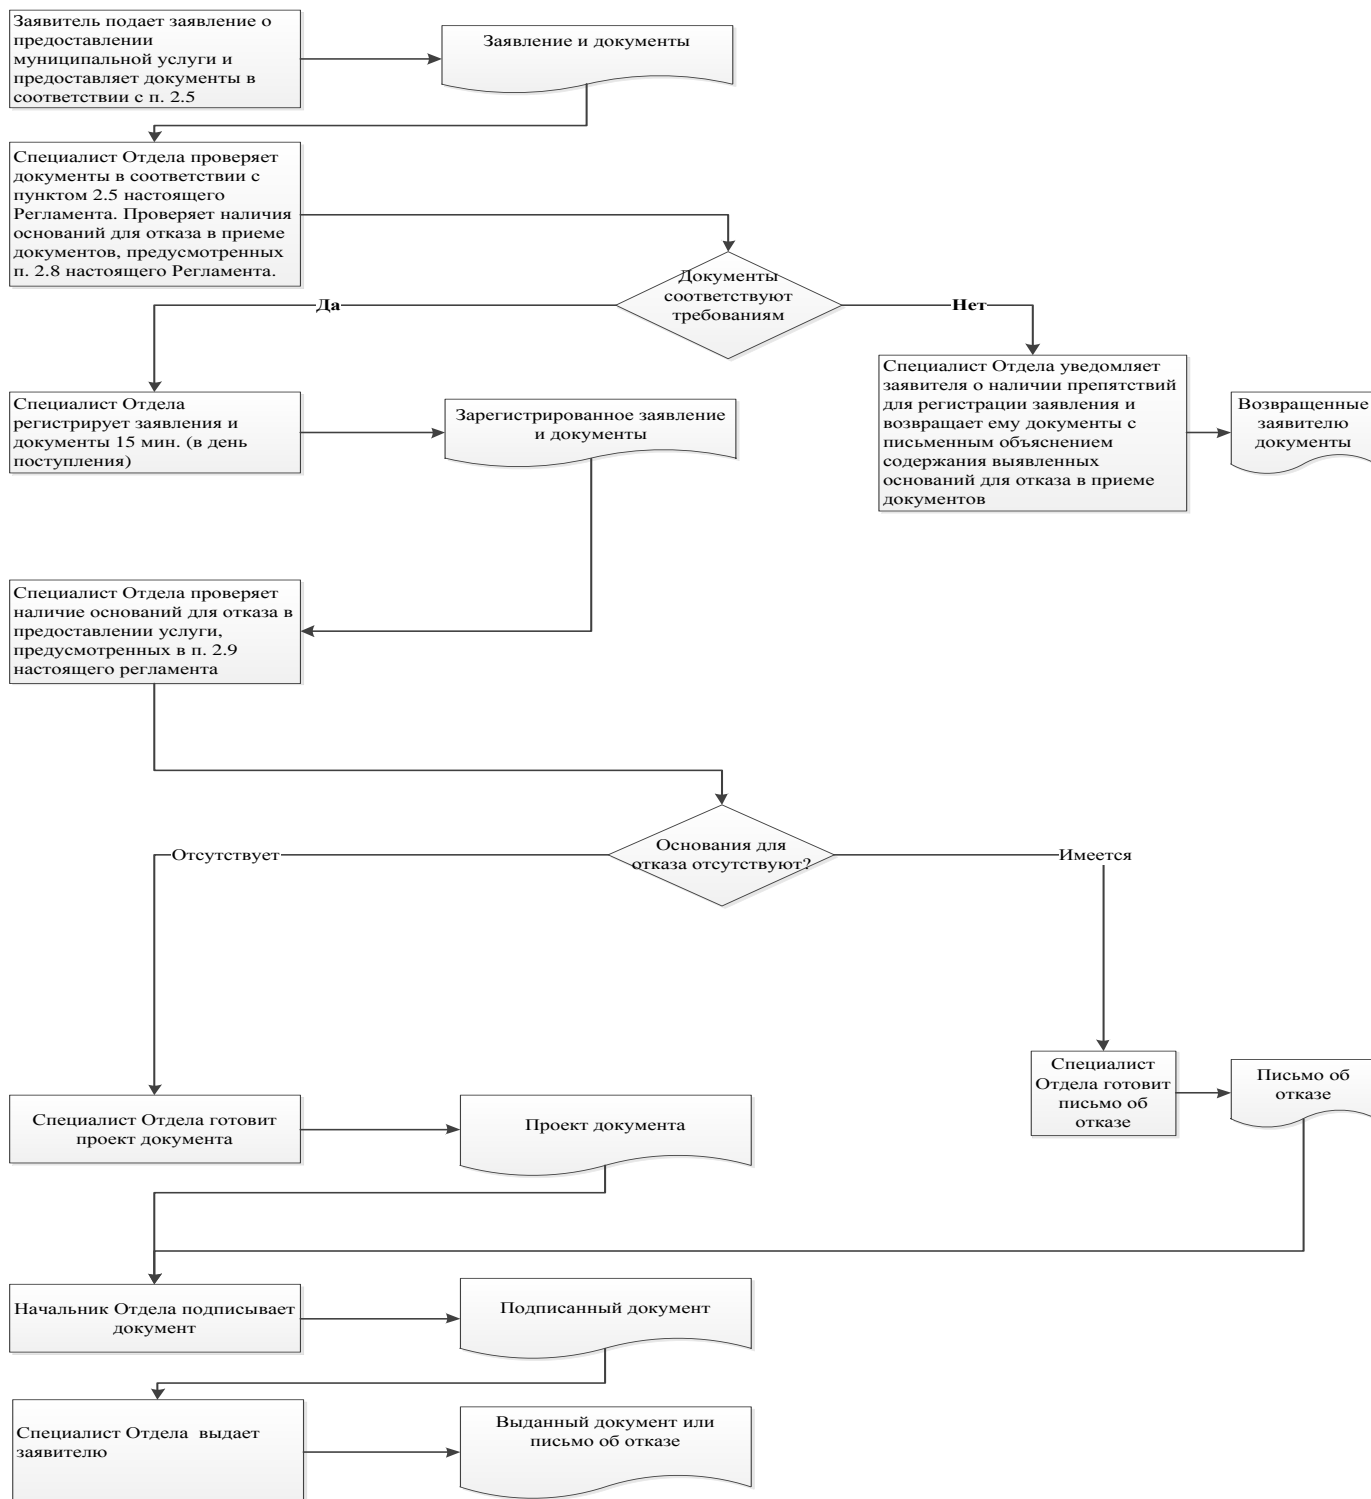 Заявитель подает заявление о
предоставлении
муниципальной услуги и
предоставляет документы в
соответствии с п. 2.5
Заявление и документы
Специалист Отдела проверяет
документы в соответствии с
пунктом 2.5 настоящего
Регламента. Проверяет наличия
оснований для отказа в приеме
документов, предусмотренных
п. 2.8 настоящего Регламента.
Документы
соответствуют
требованиям
Да
Нет
Специалист Отдела
регистрирует заявления и
документы 15 мин. (в день
поступления)
Зарегистрированное заявление
и документы
Специалист Отдела уведомляет
заявителя о наличии препятствий
для регистрации заявления и
возвращает ему документы с
письменным объяснением
содержания выявленных
оснований для отказа в приеме
документов
Возвращенные
заявителю
документы
Специалист Отдела проверяет
наличие оснований для отказа в
предоставлении услуги,
предусмотренных в п. 2.9
настоящего регламента
Основания для
отказа отсутствуют?
Отсутствует
Имеется
Специалист
Отдела готовит
письмо об
отказе
Письмо об
отказе
Специалист Отдела готовит
проект документа
Проект документа
Начальник Отдела подписывает
документ
Подписанный документ
Специалист Отдела  выдает
заявителю
Выданный документ или
письмо об отказе